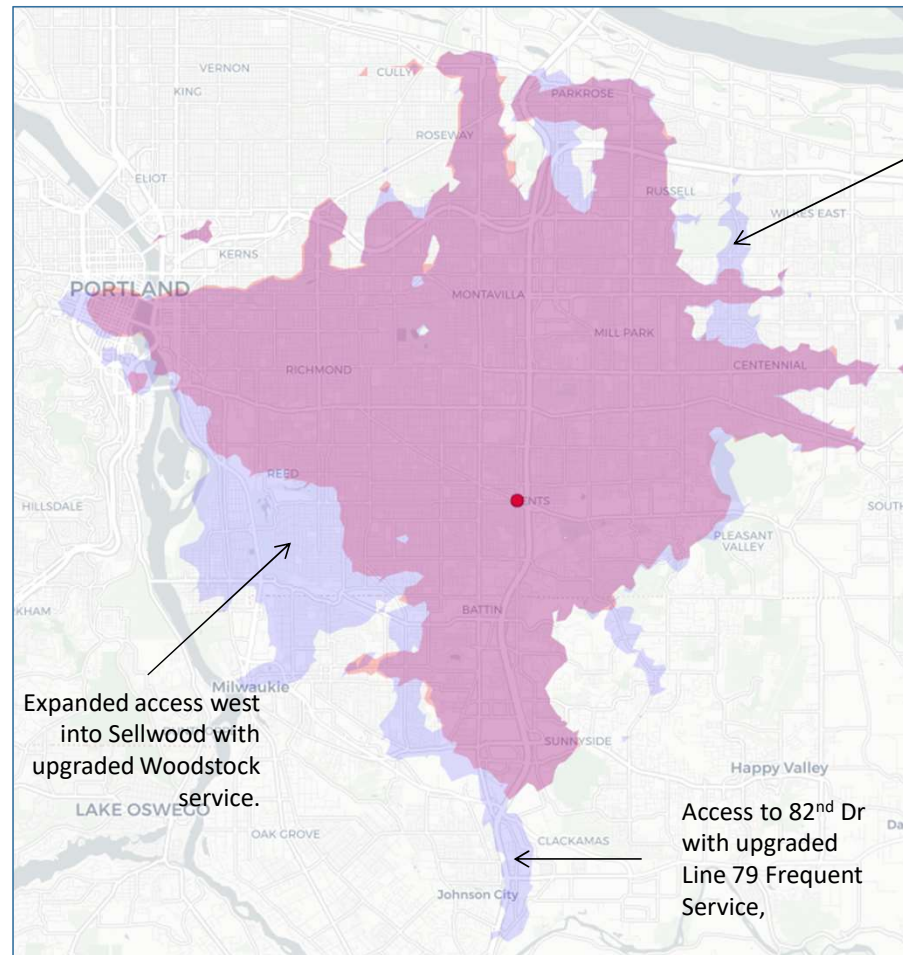 VERNON
CULLY
KING
PARKROSE
ROSEWAY
ELIOT
RUSSELL
WILKES EAST
KERNS
PORTLAND
MONTAVILLA
MILL PARK
RICHMOND
CENTENNIAL
REED
HILLSDALE
ENTS
SOUTH
PLEASANT
VALLEY
RKHAM
BATTIN
Milwaukie
Expanded access west
into Sellwood with
upgraded Woodstock
service.
SUNNYSIDE
Happy Valley
LAKE OSWEGO
OAK GROVE
CLACKAMAS
Da
Access to 82nd Dr
with upgraded
Line 79 Frequent
Service,
Johnson City